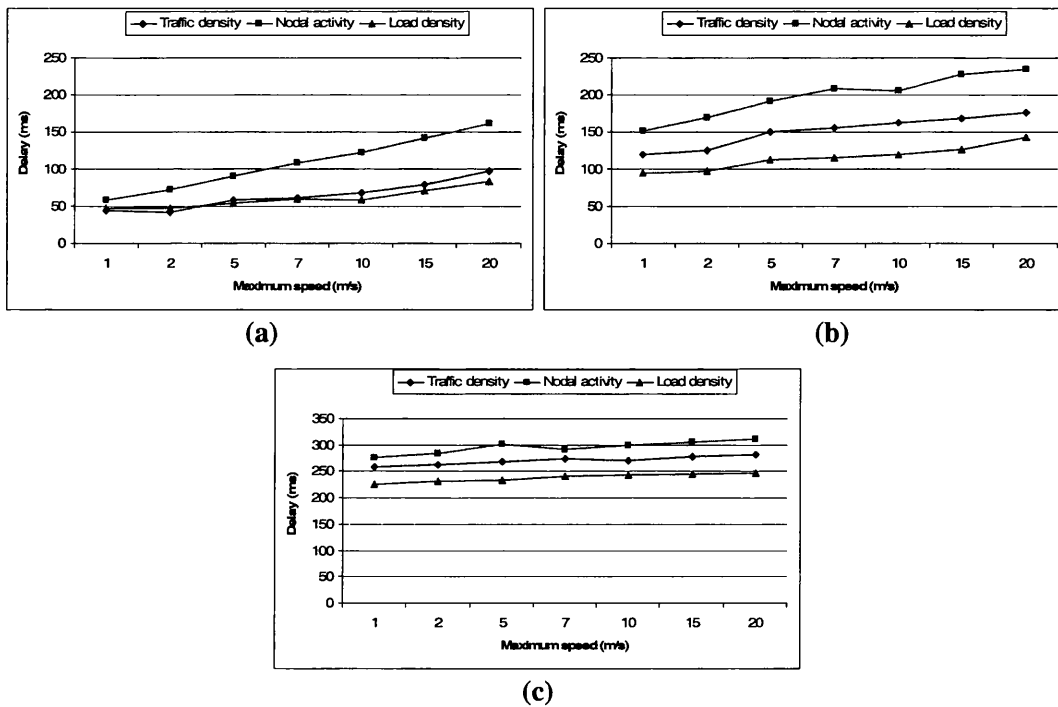 Traffic density Nodal activity Load density
250
200
150
100
50
0
Delay (ms)
1 2 5 7 10 15 20
Maximum speed (m/s)
(a)
Traffic density Nodal activity Load density
250
200
150
100
50
0
Delay (ms)
1 2 5 7 10 15 20
Maximum speed (m/s)
(b)
Traffic density Nodal activity Load density
350
300
250
200
150
100
50
0
Delay (ms)
1 2 5 7 10 15 20
Maximum speed (m/s)
(c)